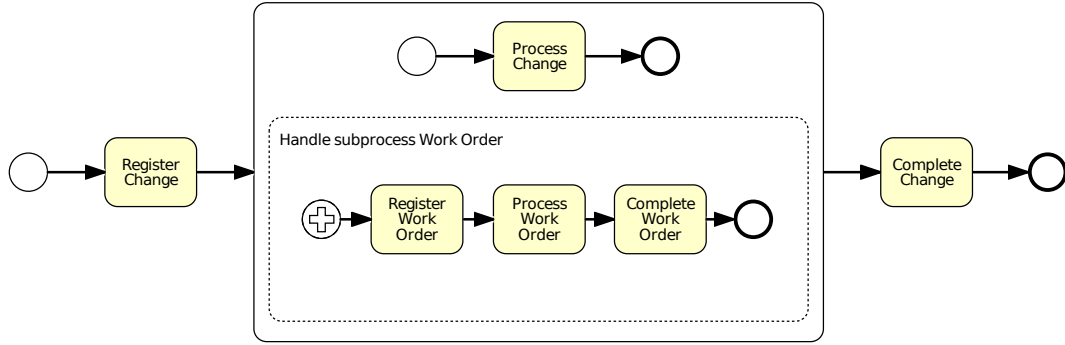 Process
Change
Handle subprocess Work Order
Register
Change
Complete
Change
Register
Work
Order
Process
Work
Order
Complete
Work
Order